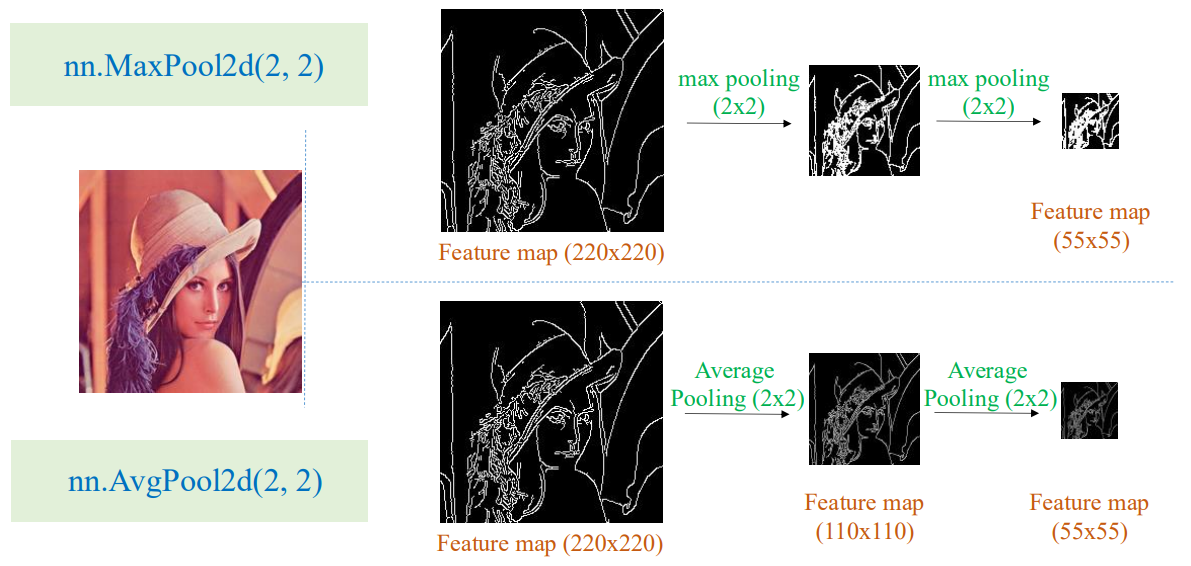 nn.MaxPool2d(2, 2)
max pooling
(2x2)
max pooling
(2x2)
Feature map (220x220)
Feature map
(55x55)
nn.AvgPool2d(2, 2)
Average
Pooling (2x2)
Average
Pooling (2x2)
Feature map (220x220)
Feature map
(110x110)
Feature map
(55x55)